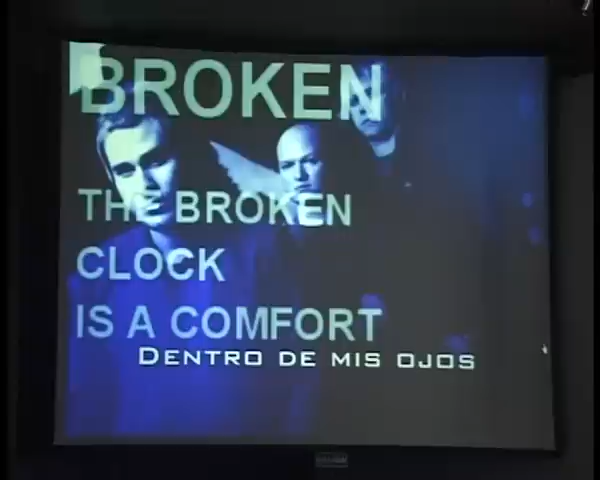 BROKEN
THE BROKEN
CLOCK
IS A COMFORT
DENTRO DE MIS OJOS